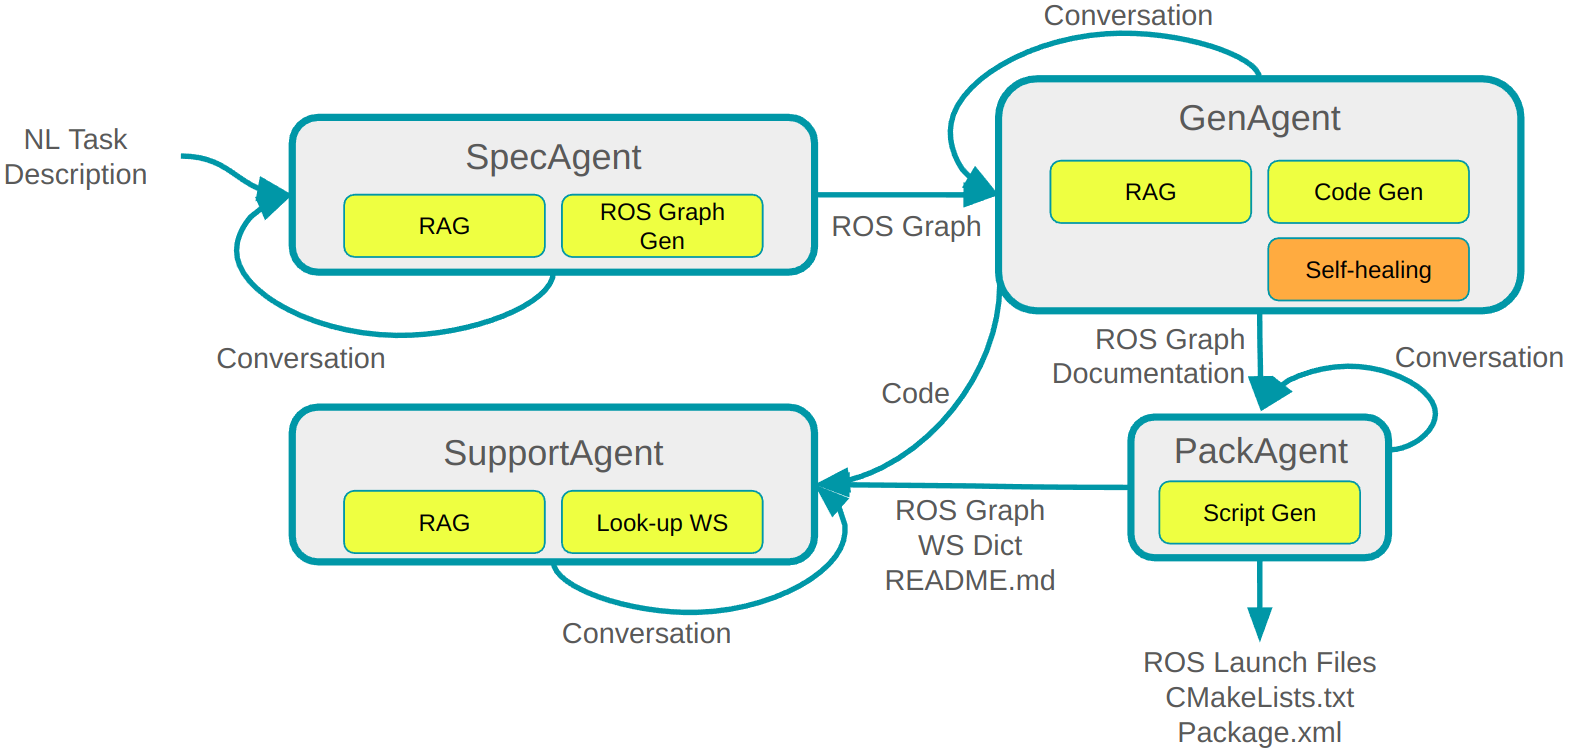 Conversation
NL Task
Description
SpecAgent
RAG
ROS Graph
Gen
Conversation
ROS Graph
GenAgent
RAG
Code Gen
Self-healing
ROS Graph
Documentation
Conversation
Code
SupportAgent
RAG
Look-up WS
Conversation
ROS Graph
WS Dict
README.md
PackAgent
Script Gen
ROS Launch Files
CMakeLists.txt
Package.xml